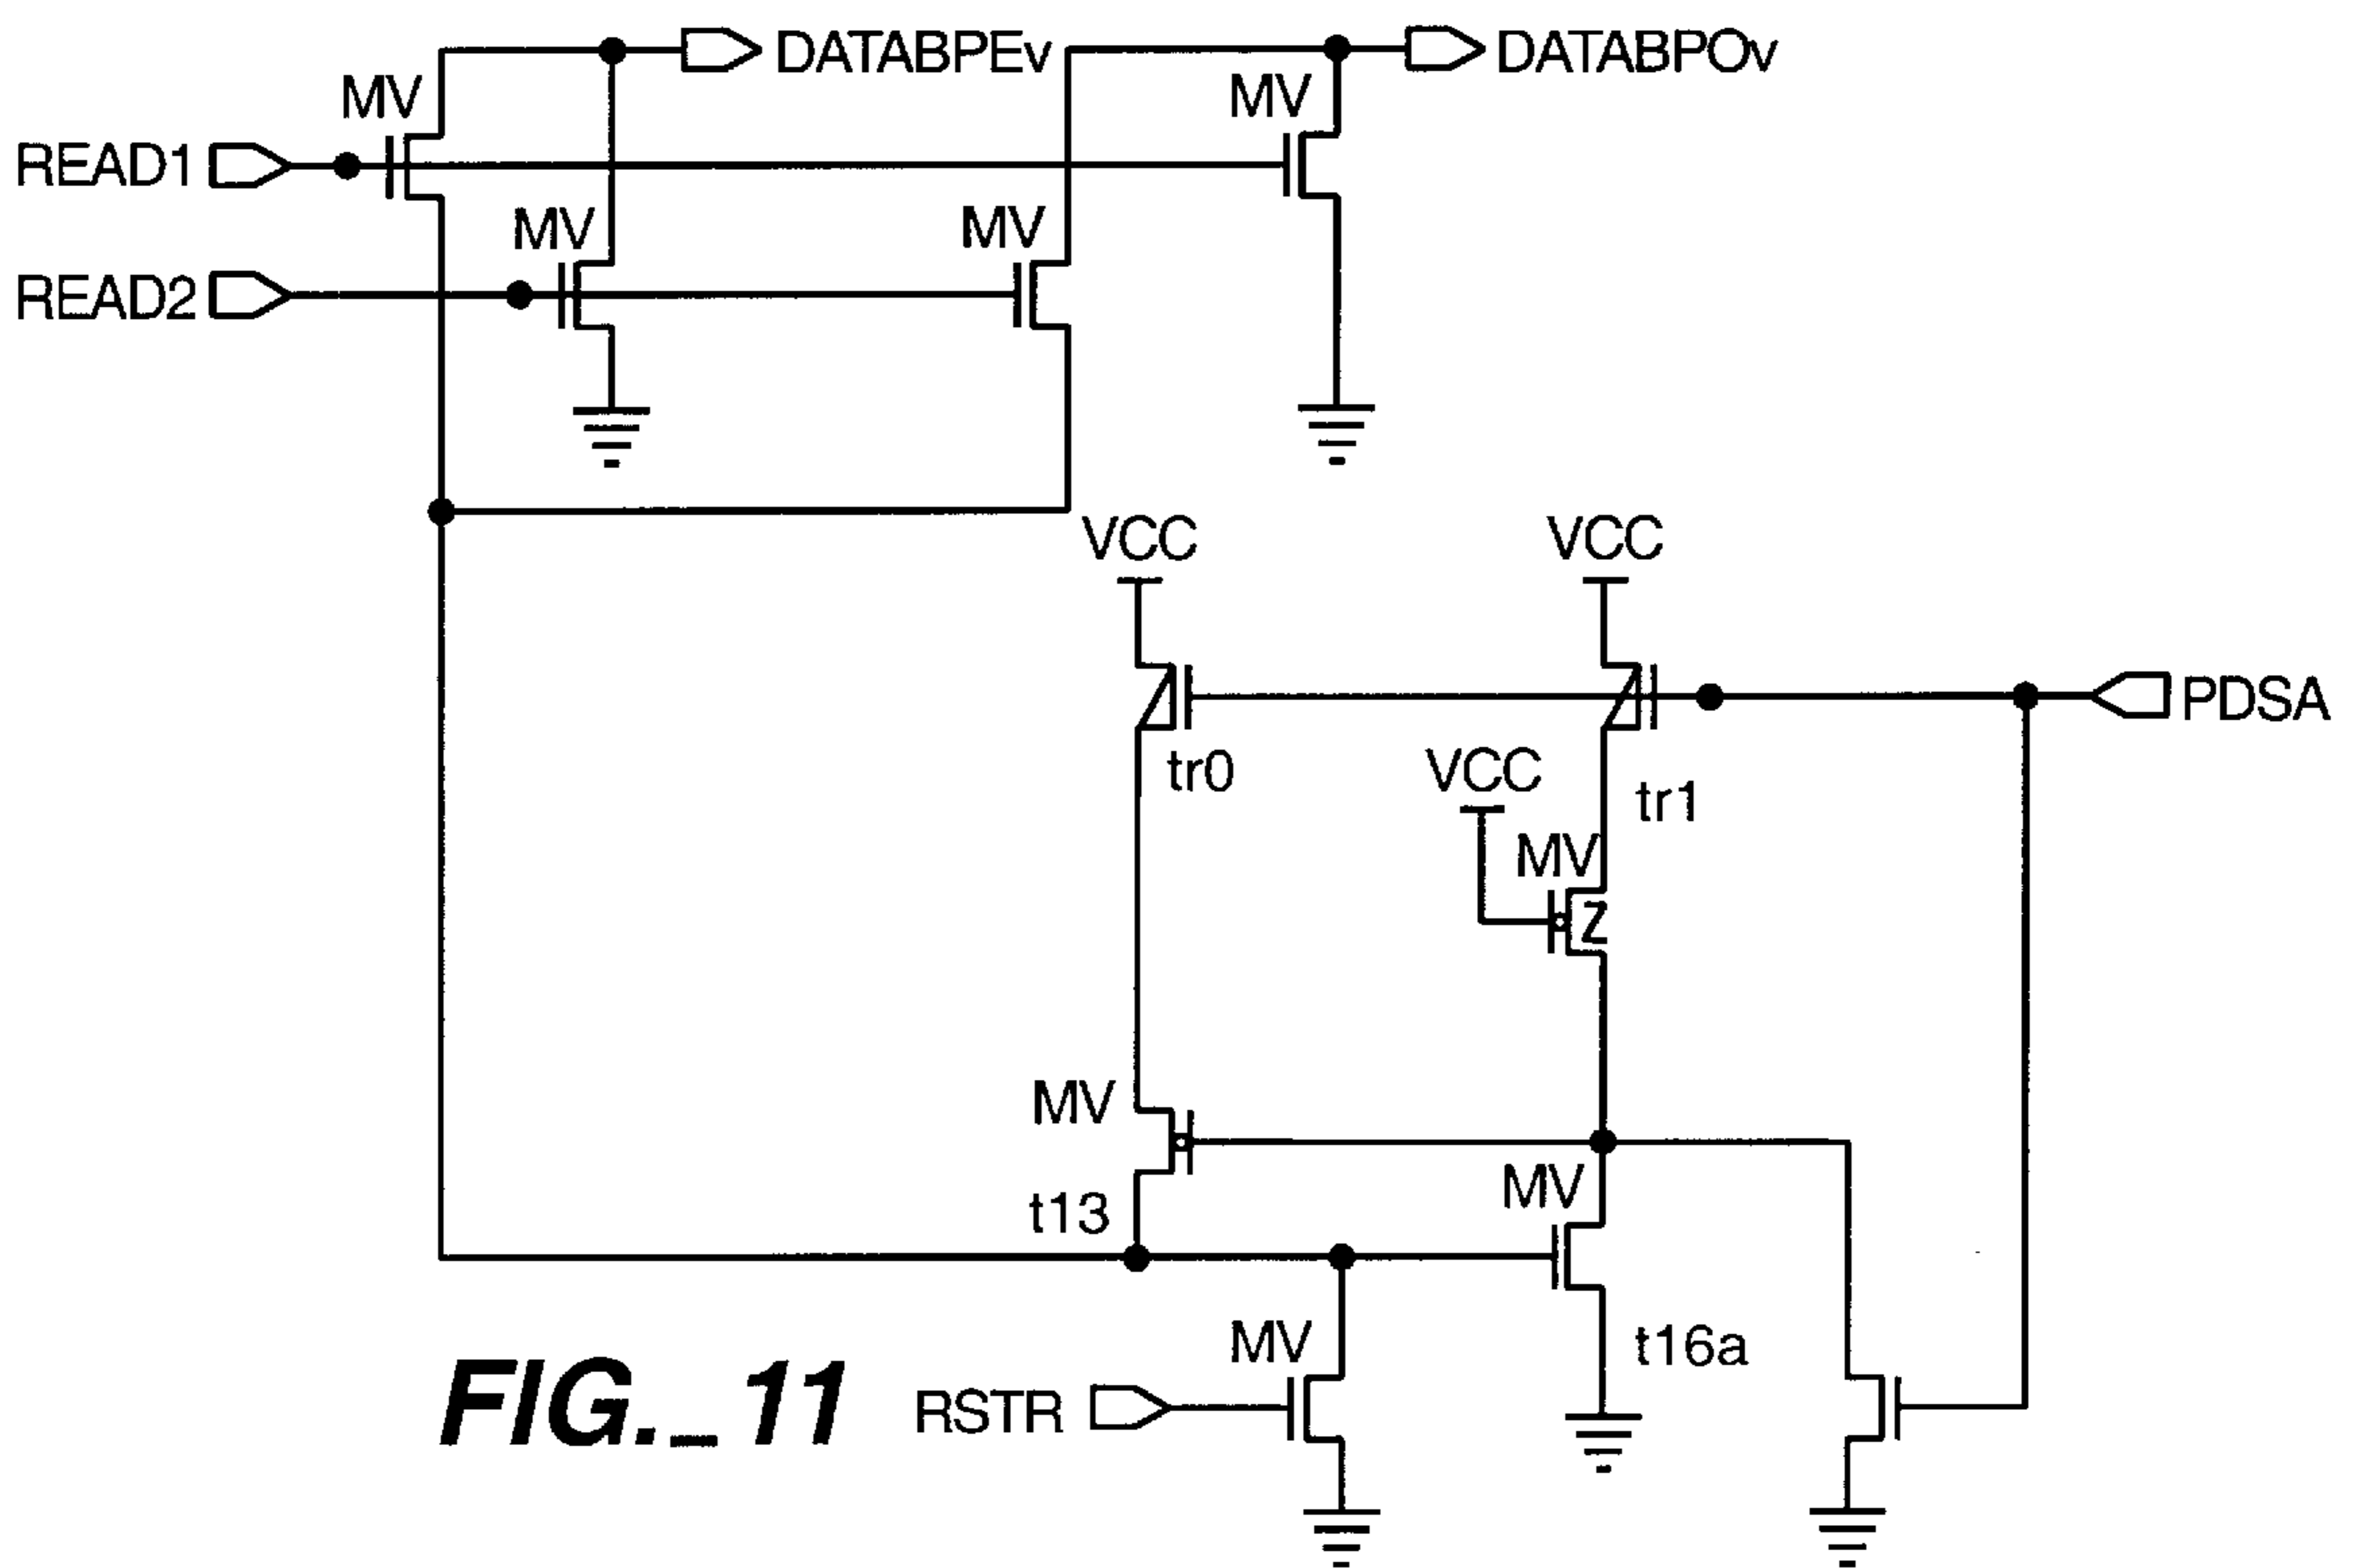 DATABPEv
DATABPOv
MV
MV
READ1
MV
MV
READ2
VCC
VCC
PDSA
tr0
VCC
tr1
MV
Z
MV
MV
t13
MV
t16a
RSTR
FIG._11